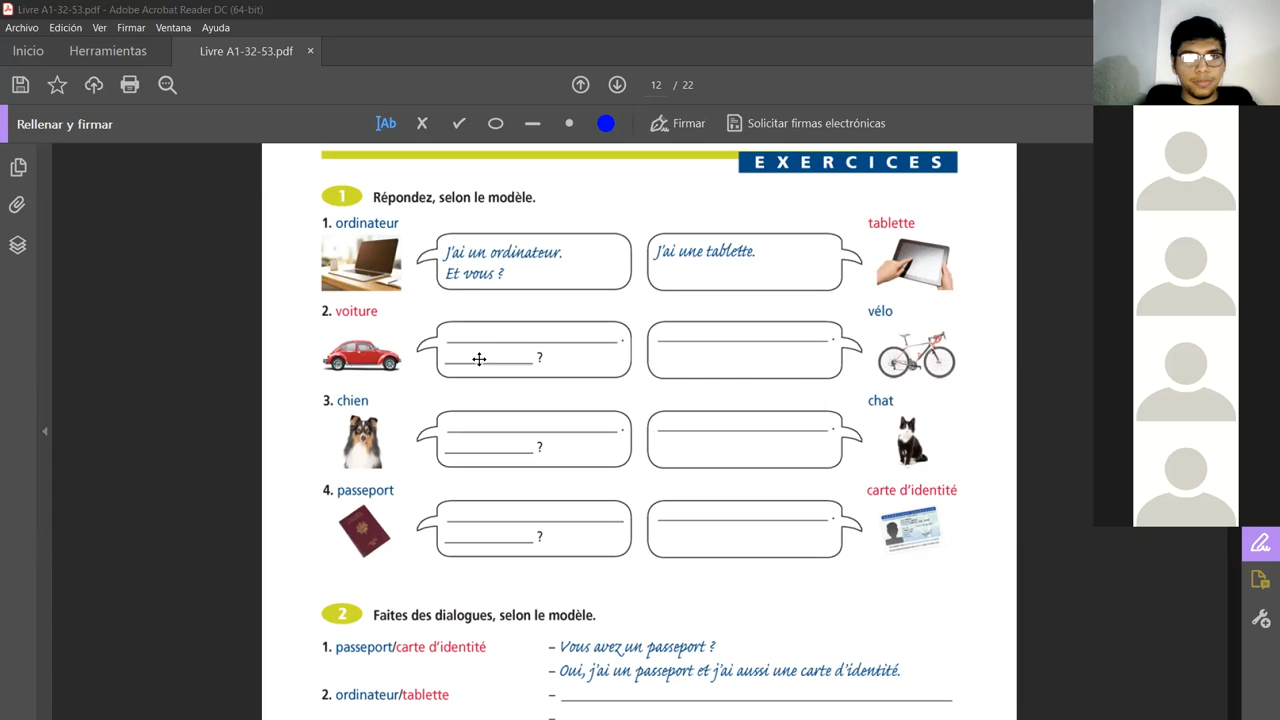 Livre A1-32-53.pdf - Adobe Acrobat Reader DC (64-bit)
Archivo Edición Ver Firmar Ventana Ayuda
Inicio Herramientas Livre A1-32-53.pdf ×
12 / 22
Rellenar y firmar Ab Firmar Solicitar firmas electrónicas
EXERCICES
1 Répondez, selon le modèle.
1. ordinateur
J'ai un ordinateur.
Et vous ?
J'ai une tablette.
tablette
2. voiture
.
?
.
vélo
3. chien
.
?
.
chat
4. passeport
?
.
carte d'identité
2 Faites des dialogues, selon le modèle.
1. passeport/carte d'identité – Vous avez un passeport ?
– Oui, j'ai un passeport et j'ai aussi une carte d'identité.
2. ordinateur/tablette –
–